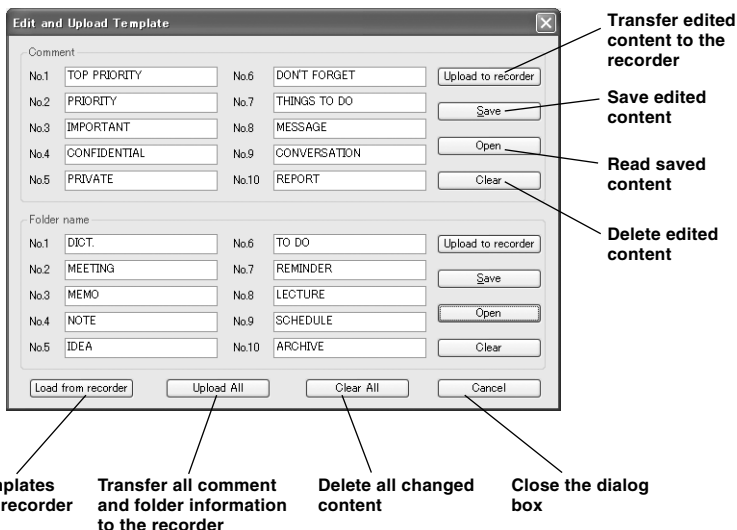 Edit and Upload Template
Transfer edited
content to the
recorder
Comment
No.1 TOP PRIORITY No.6 DON'T FORGET Upload to recorder
No.2 PRIORITY No.7 THINGS TO DO Save
Save edited
content
No.3 IMPORTANT No.8 MESSAGE
No.4 CONFIDENTIAL No.9 CONVERSATION Open
Read saved
content
No.5 PRIVATE No.10 REPORT Clear
Delete edited
content
Folder name
No.1 DICT. No.6 TO DO Upload to recorder
No.2 MEETING No.7 REMINDER Save
No.3 MEMO No.8 LECTURE
No.4 NOTE No.9 SCHEDULE Open
No.5 IDEA No.10 ARCHIVE Clear
Load from recorder Upload All Clear All Cancel
recorder
Transfer all comment
and folder information
to the recorder
Delete all changed
content
Close the dialog
box